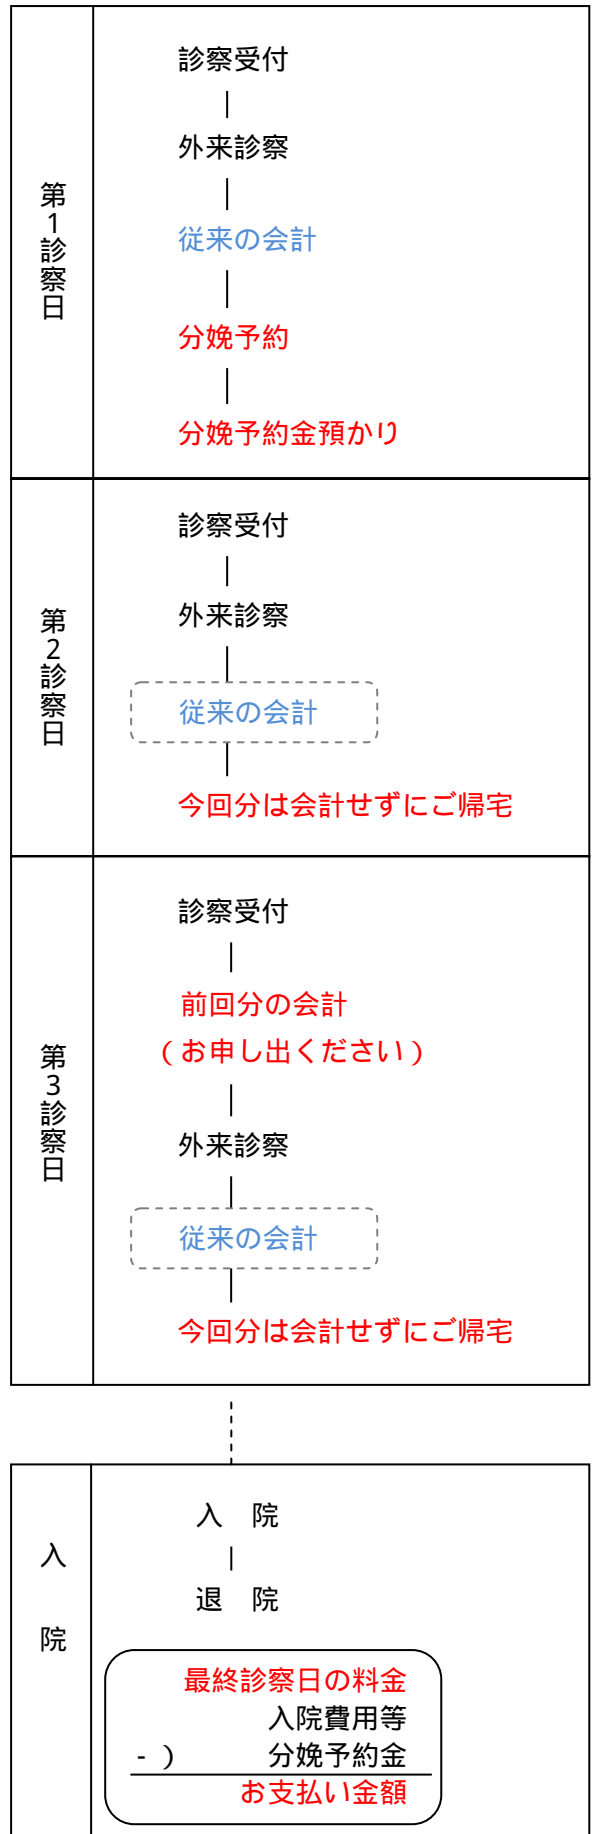 第1診察日
診察受付
外来診察
従来の会計
分娩予約
分娩予約金預かり
第2診察日
診察受付
外来診察
従来の会計
今回分は会計せずにご帰宅
第3診察日
診察受付
前回分の会計
(お申し出ください)
外来診察
従来の会計
今回分は会計せずにご帰宅
入 院
入 院
退 院
最終診察日の料金
入院費用等
- ) 分娩予約金
お支払い金額